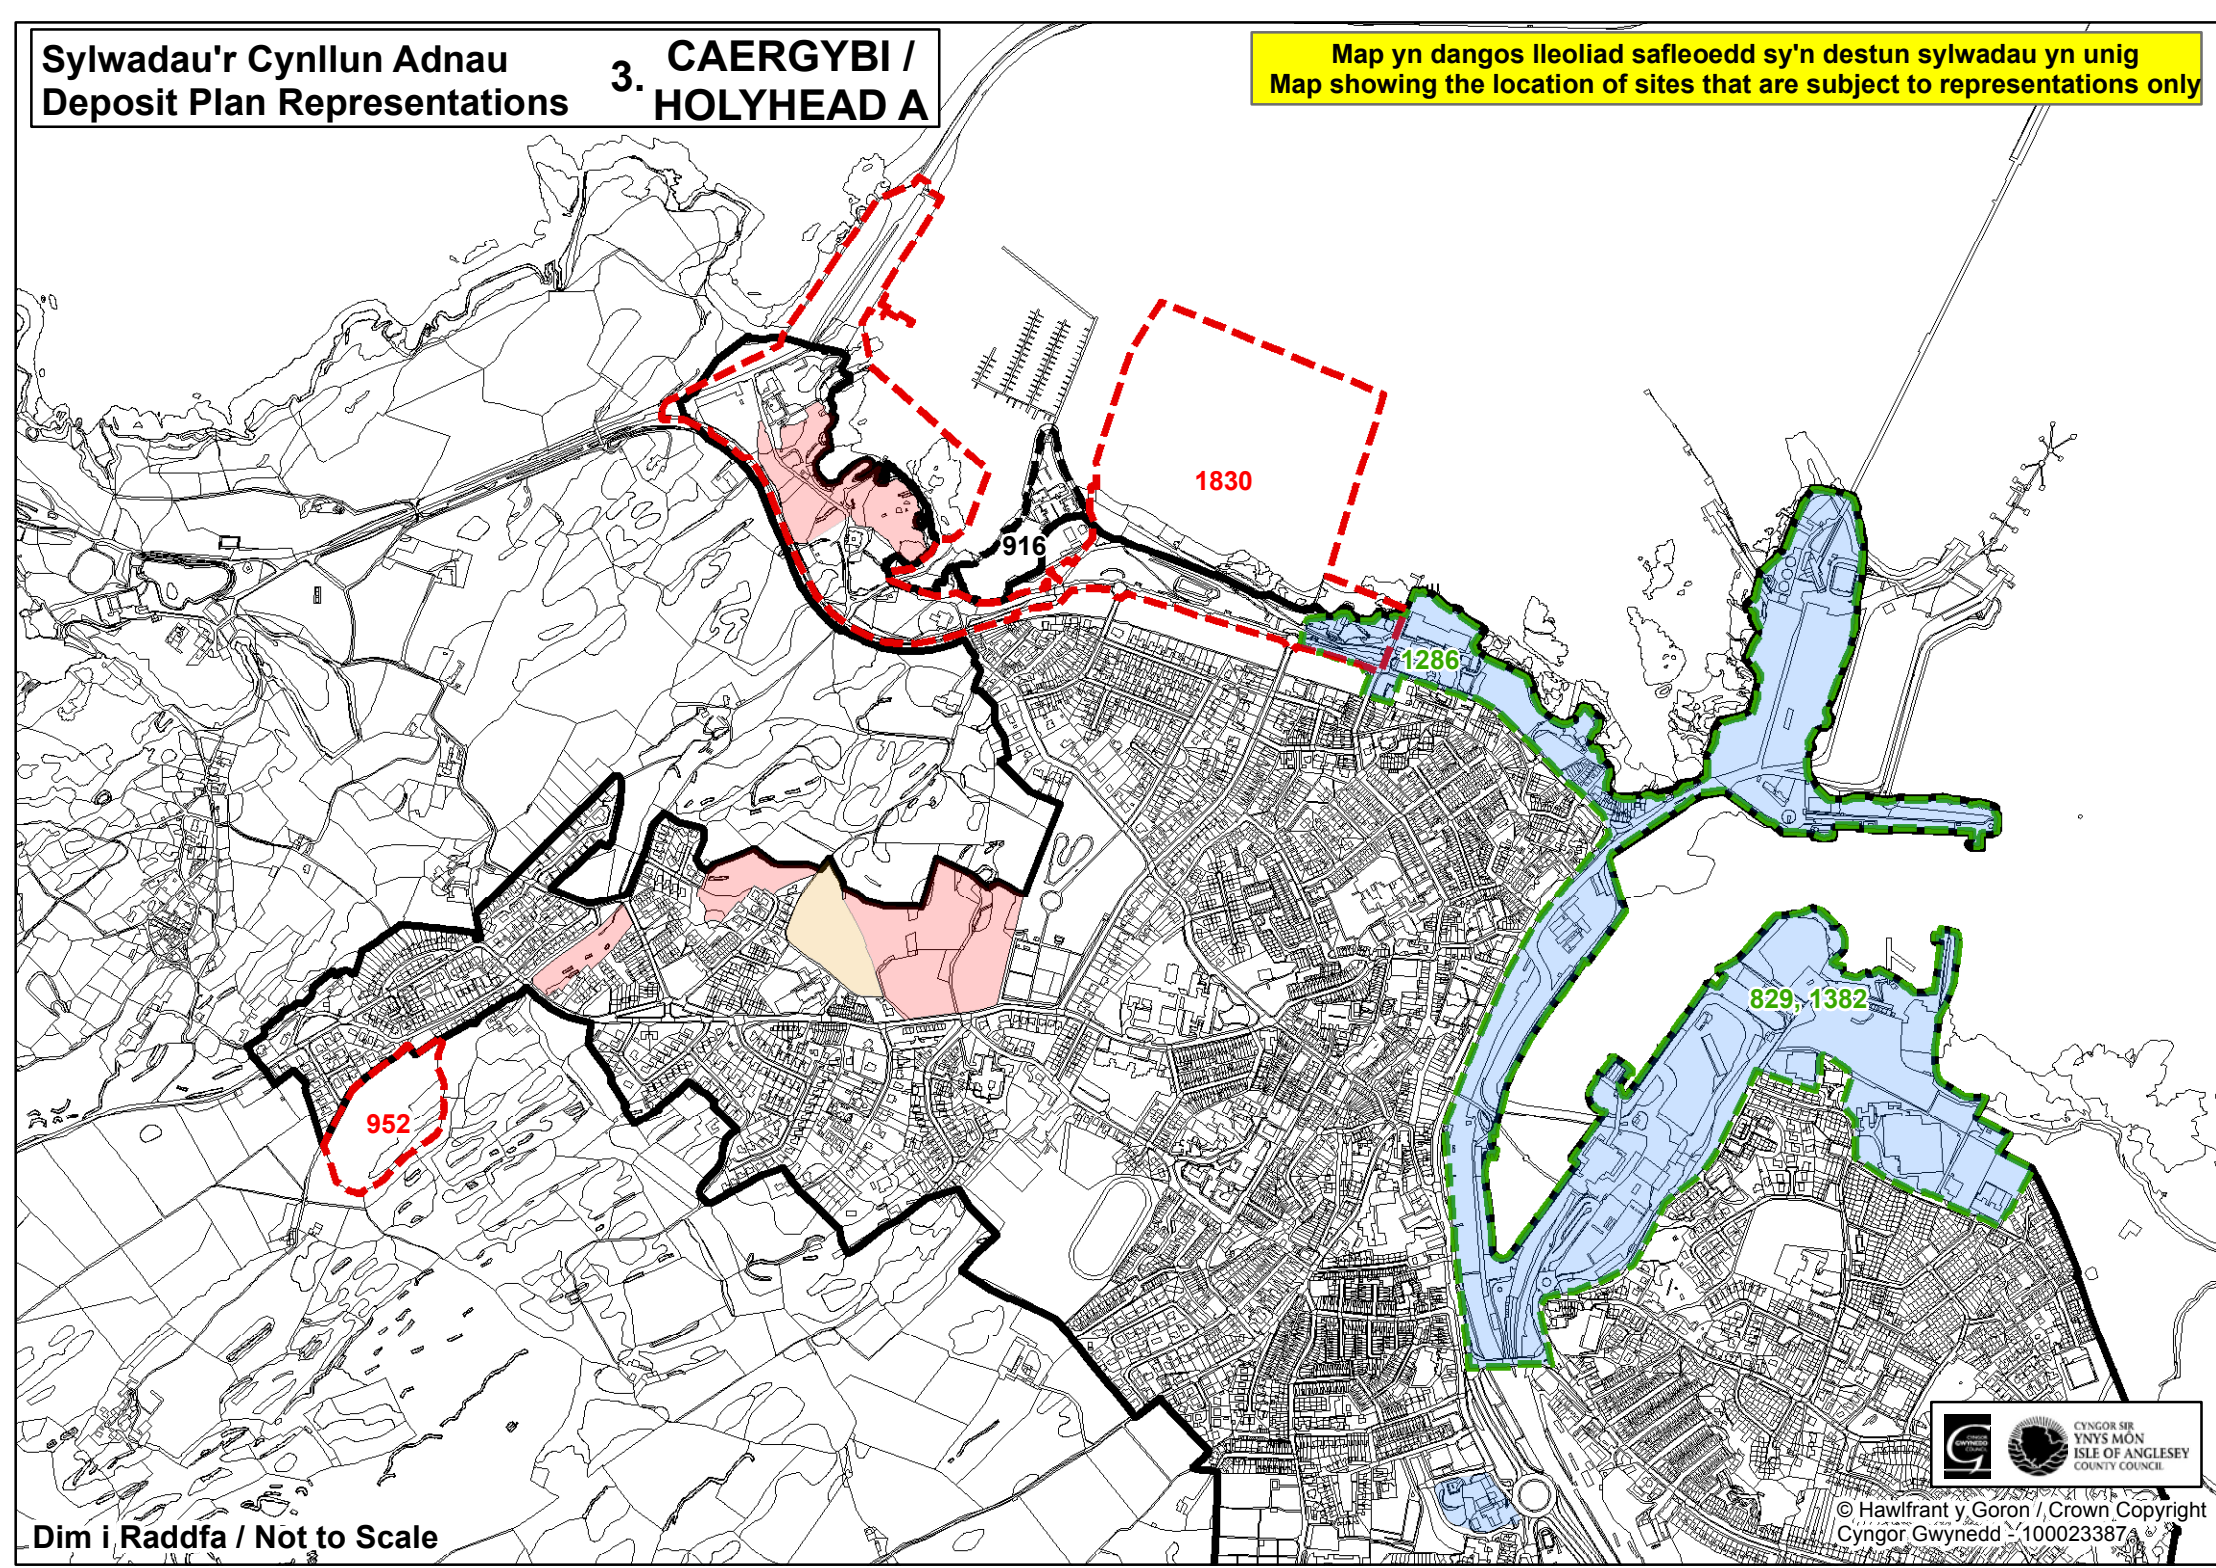 Sylwadau'r Cynllun Adnau
Deposit Plan Representations
3. CAERGYBI /
HOLYHEAD A
Map yn dangos lleoliad safleoedd sy'n destun sylwadau yn unig
Map showing the location of sites that are subject to representations only
1830
916
1286
829, 1382
952
CYNGOR
GWYNEDD
COUNCIL
CYNGOR SIR
YNYS MÔN
ISLE OF ANGLESEY
COUNTY COUNCIL
© Hawlfraint y Goron / Crown Copyright
Cyngor Gwynedd - 100023387
Dim i Raddfa / Not to Scale